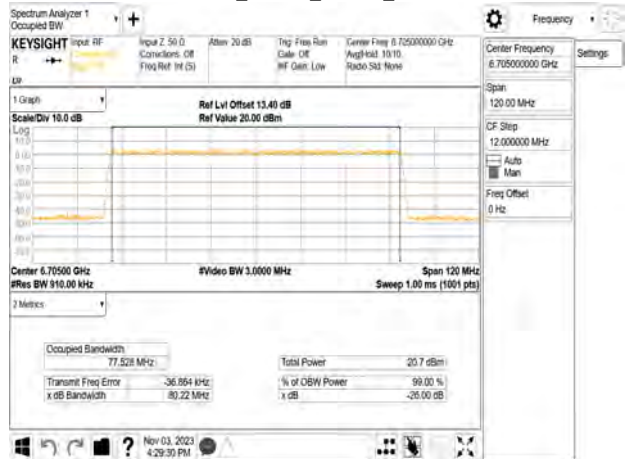 Spectrum Analyzer 1
Occupied BW
Frequency
KEYSIGHT
Input: RF
Input Z: 50 Ω
Corrections: Off
Freq Ref: Int (S)
Atten: 20 dB
Trig: Free Run
Gate: Off
#IF Gain: Low
Center Freq: 6.705000000 GHz
Avg|Hold: 10/10
Radio Std: None
Center Frequency
6.705000000 GHz
Settings
Span
120.00 MHz
CF Step
12.000000 MHz
Auto
Man
Freq Offset
0 Hz
1 Graph
Scale/Div 10.0 dB
Ref Lvl Offset 13.40 dB
Ref Value 20.00 dBm
Log
Center 6.70500 GHz
#Res BW 910.00 kHz
#Video BW 3.0000 MHz
Span 120 MHz
Sweep 1.00 ms (1001 pts)
2 Metrics
Occupied Bandwidth
77.528 MHz
Total Power
20.7 dBm
Transmit Freq Error
-36.864 kHz
% of OBW Power
99.00 %
x dB Bandwidth
80.22 MHz
x dB
-26.00 dB
?
Nov 03, 2023
4:29:30 PM